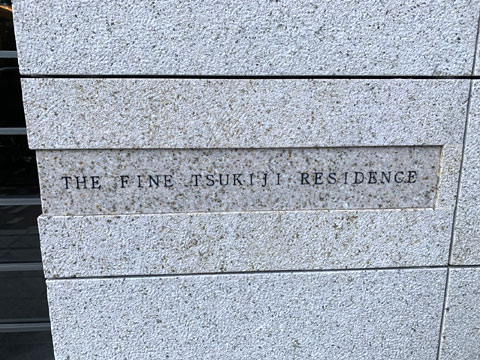 THE FINE TSUKIJI RESIDENCE